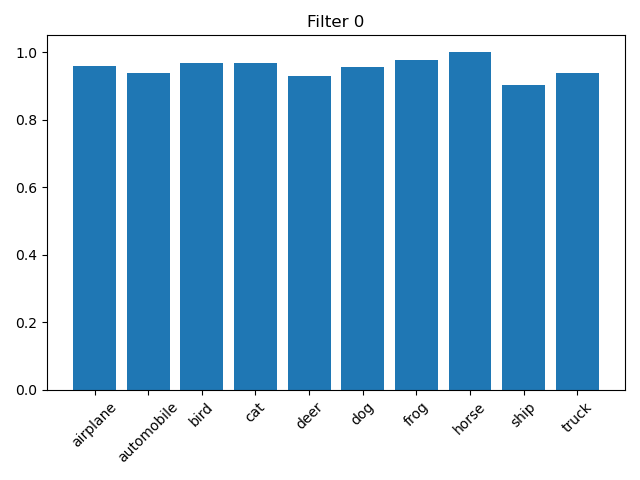 Filter 0
1.0
0.8
0.6
0.4
0.2
0.0
airplane
automobile
bird
cat
deer
dog
frog
horse
ship
truck